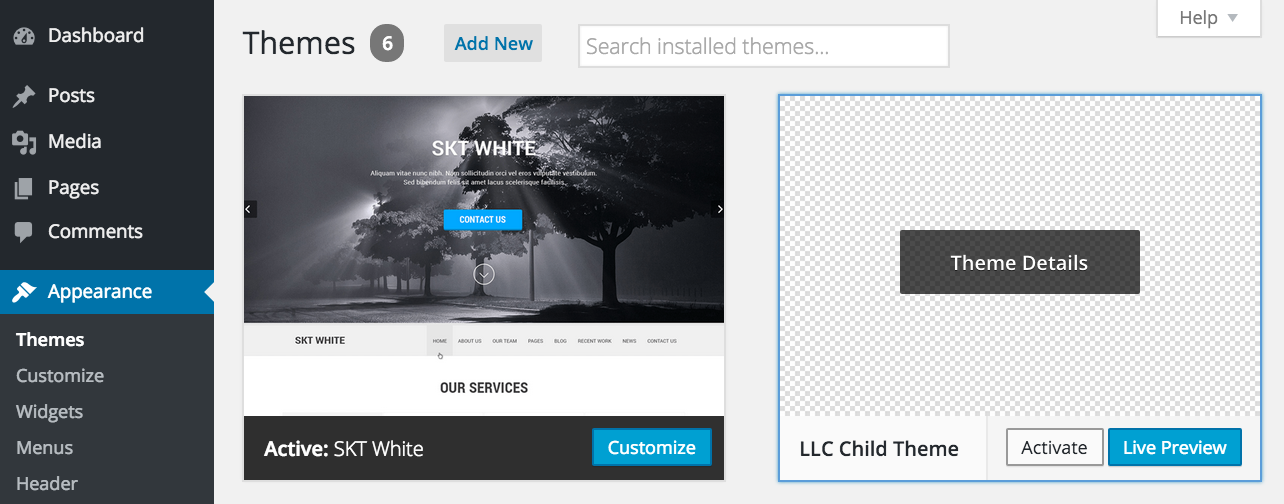 Dashboard
Posts
Media
Pages
Comments
Appearance
Themes
Customize
Widgets
Menus
Header
Themes 6 Add New Search installed themes...
Help
SKT WHITE
Aliquam vitae nunc nibh. Nam sollicitudin orci vel eros vulputate vestibulum.
Sed bibendum felis sit amet lacus scelerisque facilisis.
CONTACT US
SKT WHITE HOME ABOUT US OUR TEAM PAGES BLOG RECENT WORK NEWS CONTACT US
OUR SERVICES
Active: SKT White Customize
Theme Details
LLC Child Theme Activate Live Preview